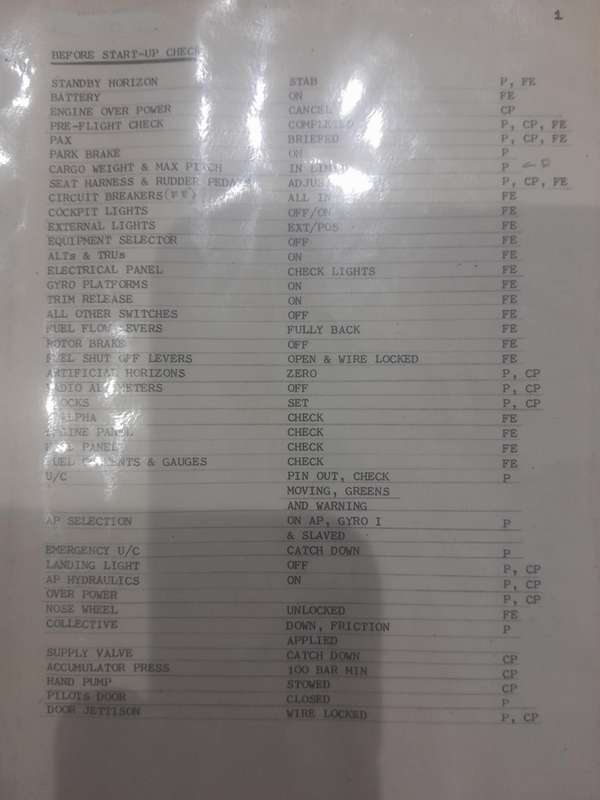 1
BEFORE START-UP CHECK
STANDBY HORIZON STAB P, FE
BATTERY ON FE
ENGINE OVER POWER CANCEL CP
PRE-FLIGHT CHECK COMPLETED P, CP, FE
PAX BRIEFED P, CP, FE
PARK BRAKE ON P
CARGO WEIGHT & MAX PITCH IN P
SEAT HARNESS & RUDDER P, CP, FE
CIRCUIT BREAKERS ALL IN FE
COCKPIT LIGHTS OFF/ON FE
EXTERNAL LIGHTS EXT/POS FE
EQUIPMENT SELECTOR OFF FE
ALTs & TRUs ON FE
ELECTRICAL PANEL CHECK LIGHTS FE
GYRO PLATFORMS ON FE
TRIM RELEASE ON FE
ALL OTHER SWITCHES OFF FE
FUEL FLOW LEVERS FULLY BACK FE
ROTOR BRAKE OFF FE
FUEL SHUT OFF LEVERS OPEN & WIRE LOCKED FE
ARTIFICIAL HORIZONS ZERO P, CP
RADIO ALTIMETERS OFF P, CP
CLOCKS SET P, CP
CHECK FE
PANEL CHECK FE
PANEL CHECK FE
FUEL CONTENTS & GAUGES CHECK FE
U/C PIN OUT, CHECK P
MOVING, GREENS
AND WARNING
AP SELECTION ON AP, GYRO I P
& SLAVED
EMERGENCY U/C CATCH DOWN P
LANDING LIGHT OFF P, CP
AP HYDRAULICS ON P, CP
OVER POWER P, CP
NOSE WHEEL UNLOCKED FE
COLLECTIVE DOWN, FRICTION P
APPLIED
SUPPLY VALVE CATCH DOWN CP
ACCUMULATOR PRESS 100 BAR MIN CP
HAND PUMP STOWED CP
PILOTS DOOR CLOSED P
DOOR JETTISON WIRE LOCKED P, CP